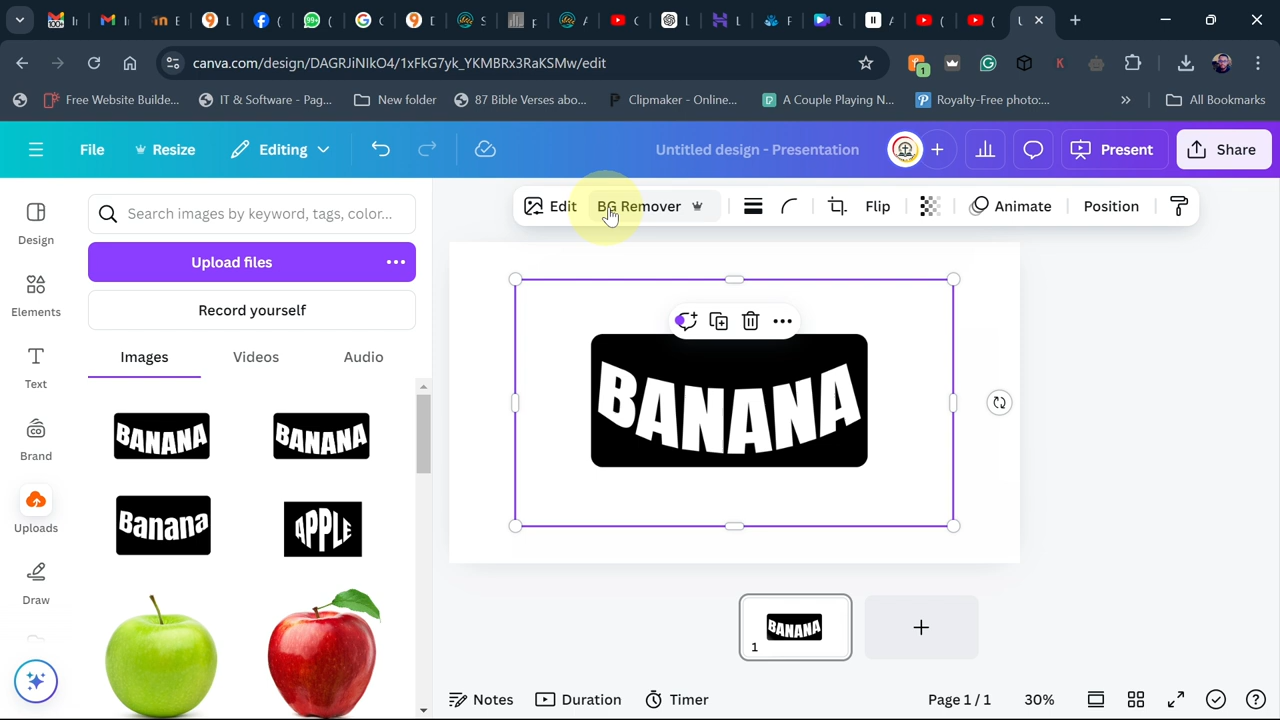 canva.com/design/DAGRJiNIkO4/1xFkG7yk_YKMBRx3RaKSMw/edit
1
Free Website Builde...
IT & Software - Pag...
New folder
87 Bible Verses abo...
Clipmaker - Online...
A Couple Playing N...
Royalty-Free photo:...
All Bookmarks
File
Resize
Editing
Untitled design - Presentation
Present
Share
Design
Elements
Text
Brand
Uploads
Draw
Search images by keyword, tags, color...
Upload files
Record yourself
Images
Videos
Audio
BANANA
BANANA
Banana
APPLE
Edit
BG Remover
Flip
Animate
Position
BANANA
1
BANANA
Notes
Duration
Timer
Page 1 / 1
30%